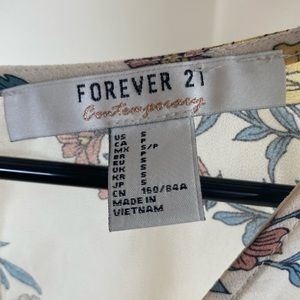 FOREVER 21
Contemporary
US S
CA S
MX S/P
BR P
EU S
UK S
KR S
JP S
CN 160/84A
MADE IN
VIETNAM